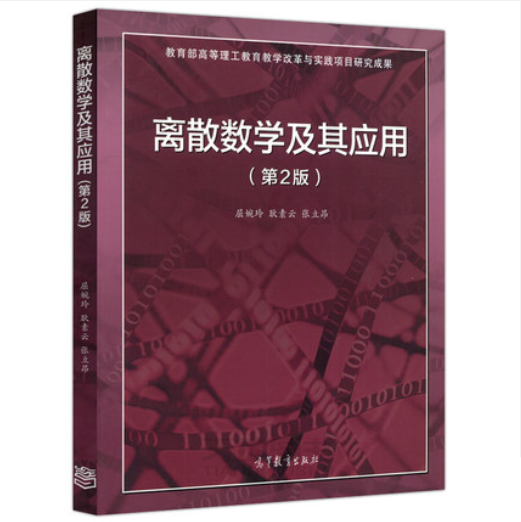 离散数学及其应用(第2版)
屈婉玲 耿素云 张立昂
教育部高等理工教育教学改革与实践项目研究成果
离散数学及其应用
(第2版)
屈婉玲 耿素云 张立昂
高等教育出版社